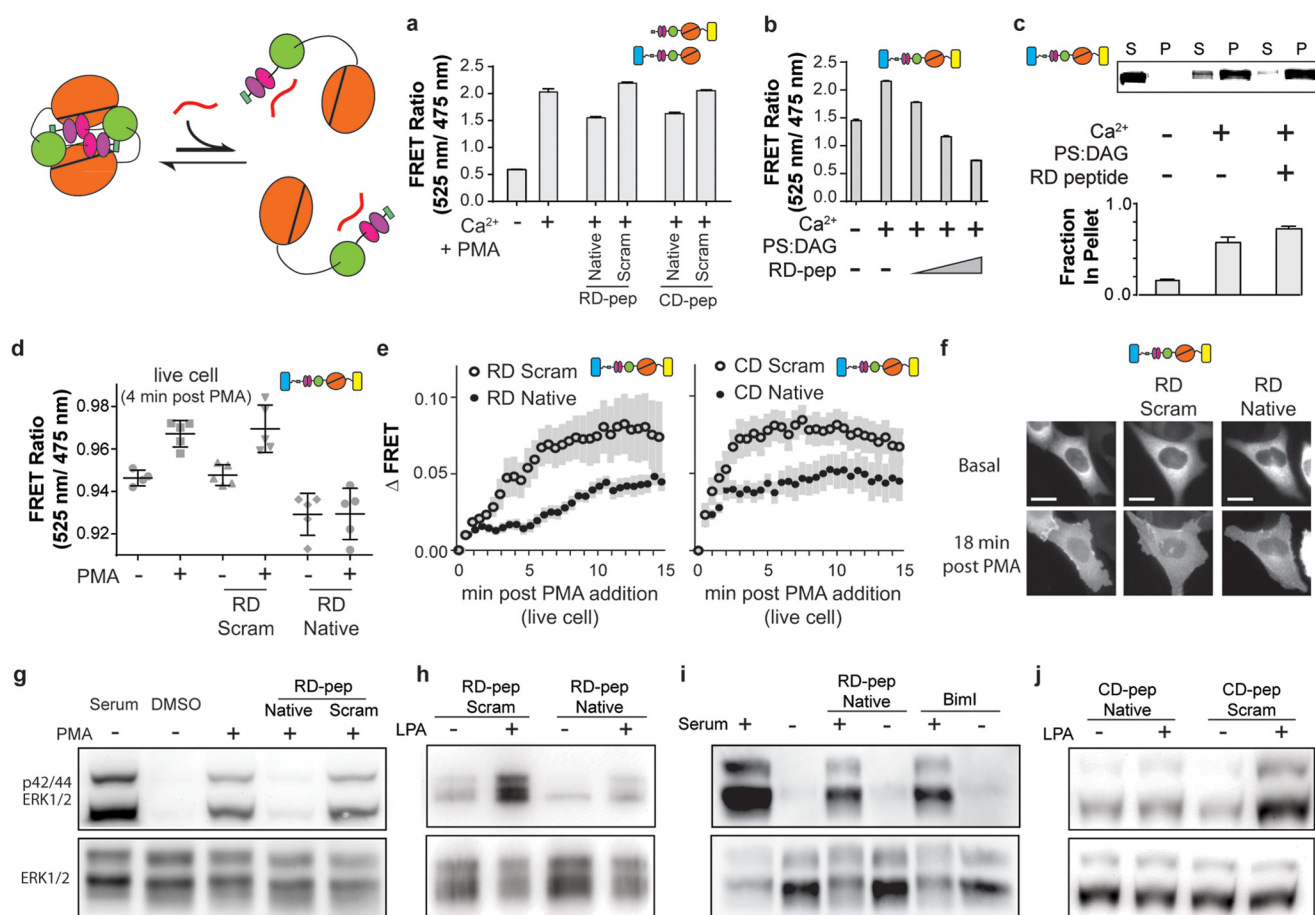 a
FRET Ratio
(525 nm/ 475 nm)
2.5
2.0
1.5
1.0
0.5
0.0
- + + + + +
Ca2+
+ PMA
Native
Scram
Native
Scram
RD-pep
CD-pep
b
FRET Ratio
(525 nm/ 475 nm)
2.5
2.0
1.5
1.0
0.5
0.0
Ca2+
PS:DAG
- + + + +
RD-pep
- -
c
S P S P S P
Ca2+
PS:DAG
- + +
RD peptide
- - +
Fraction
In Pellet
1.0
0.0
d
live cell
(4 min post PMA)
FRET Ratio
(525 nm/ 475 nm)
0.98
0.96
0.94
0.92
PMA
- + - + - +
RD
Scram
RD
Native
e
RD Scram
RD Native
Δ FRET
0.10
0.05
0.00
0 5 10 15
min post PMA addition
(live cell)
CD Scram
CD Native
0 5 10 15
min post PMA addition
(live cell)
f
RD
Scram
RD
Native
Basal
18 min
post PMA
g
Serum
DMSO
RD-pep
Native
Scram
PMA - - + + +
p42/44
ERK1/2
ERK1/2
h
RD-pep
Scram
RD-pep
Native
LPA - + - +
i
RD-pep
Native
BimI
Serum + - + - + -
j
CD-pep
Native
CD-pep
Scram
LPA - + - +